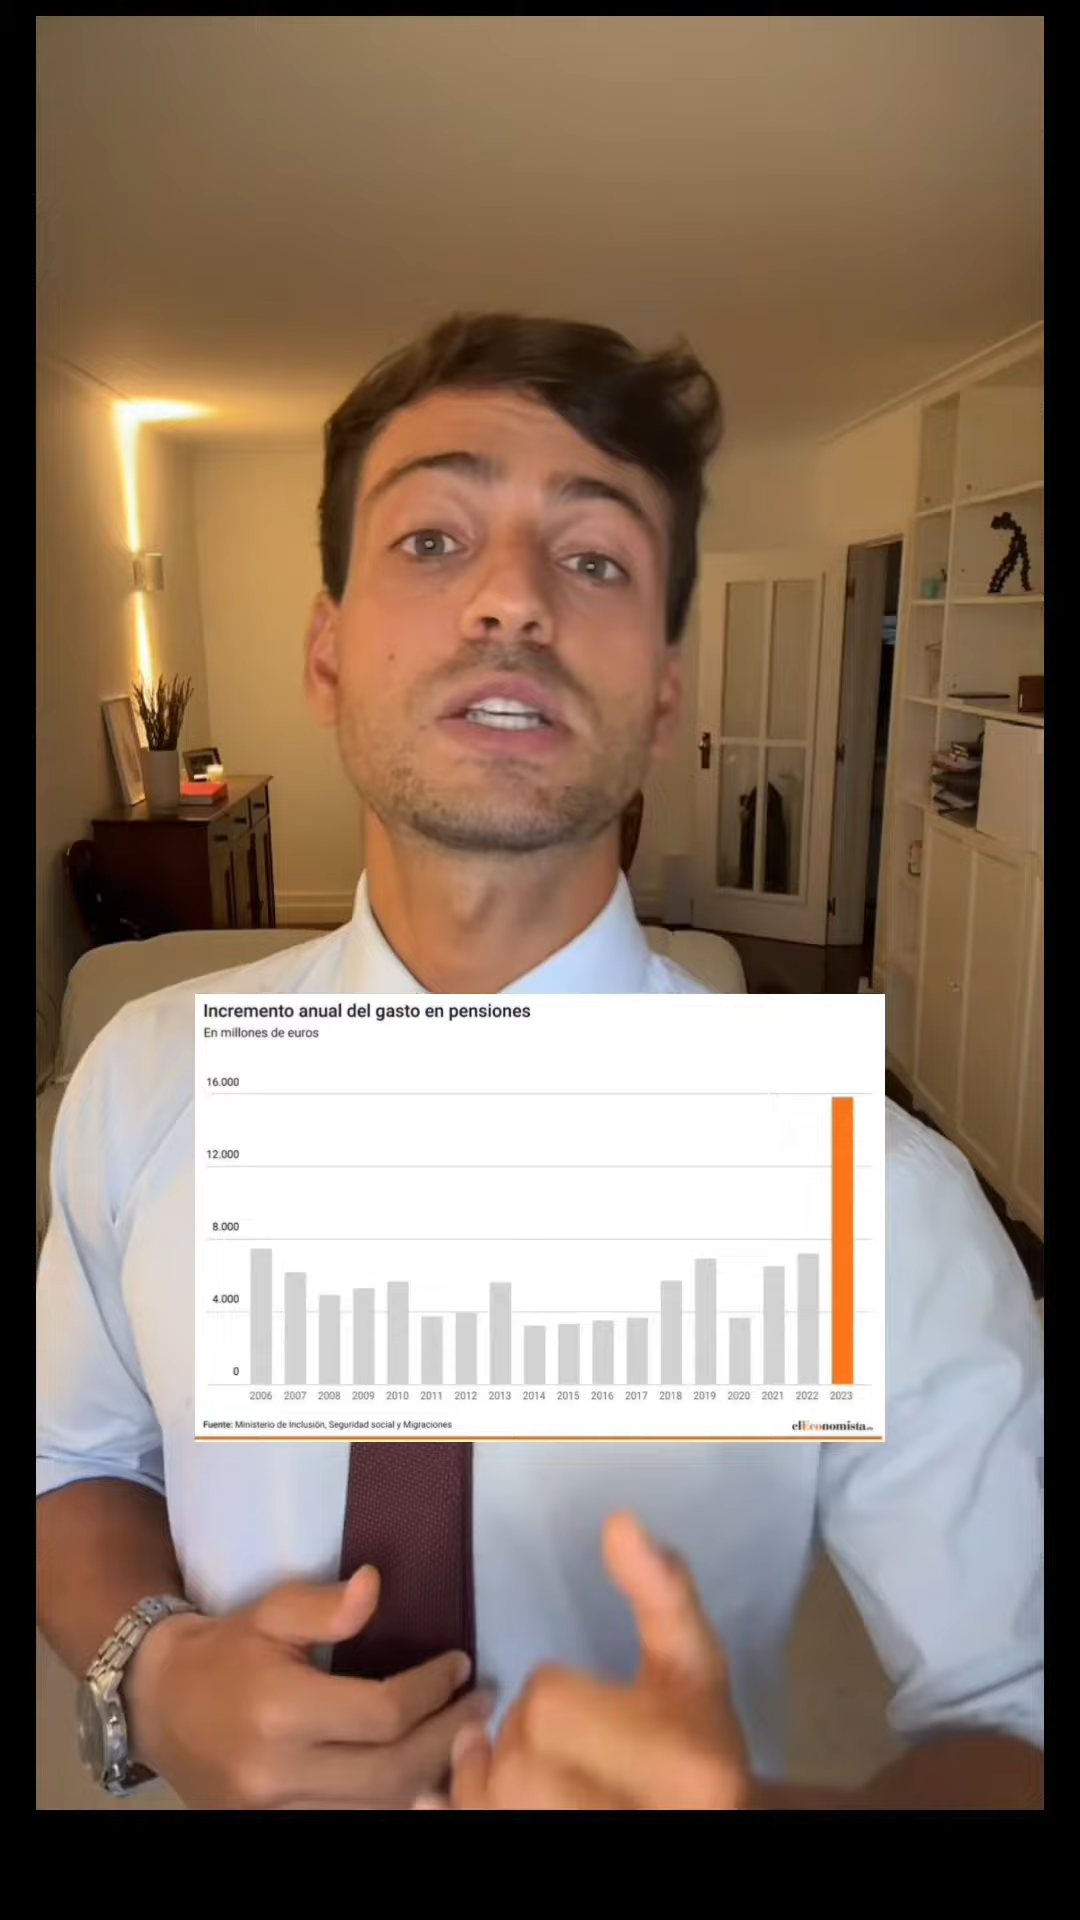 Incremento anual del gasto en pensiones
En millones de euros
16.000
12.000
8.000
4.000
0
2006 2007 2008 2009 2010 2011 2012 2013 2014 2015 2016 2017 2018 2019 2020 2021 2022 2023
Fuente: Ministerio de Inclusión, Seguridad social y Migraciones
elEconomista.es